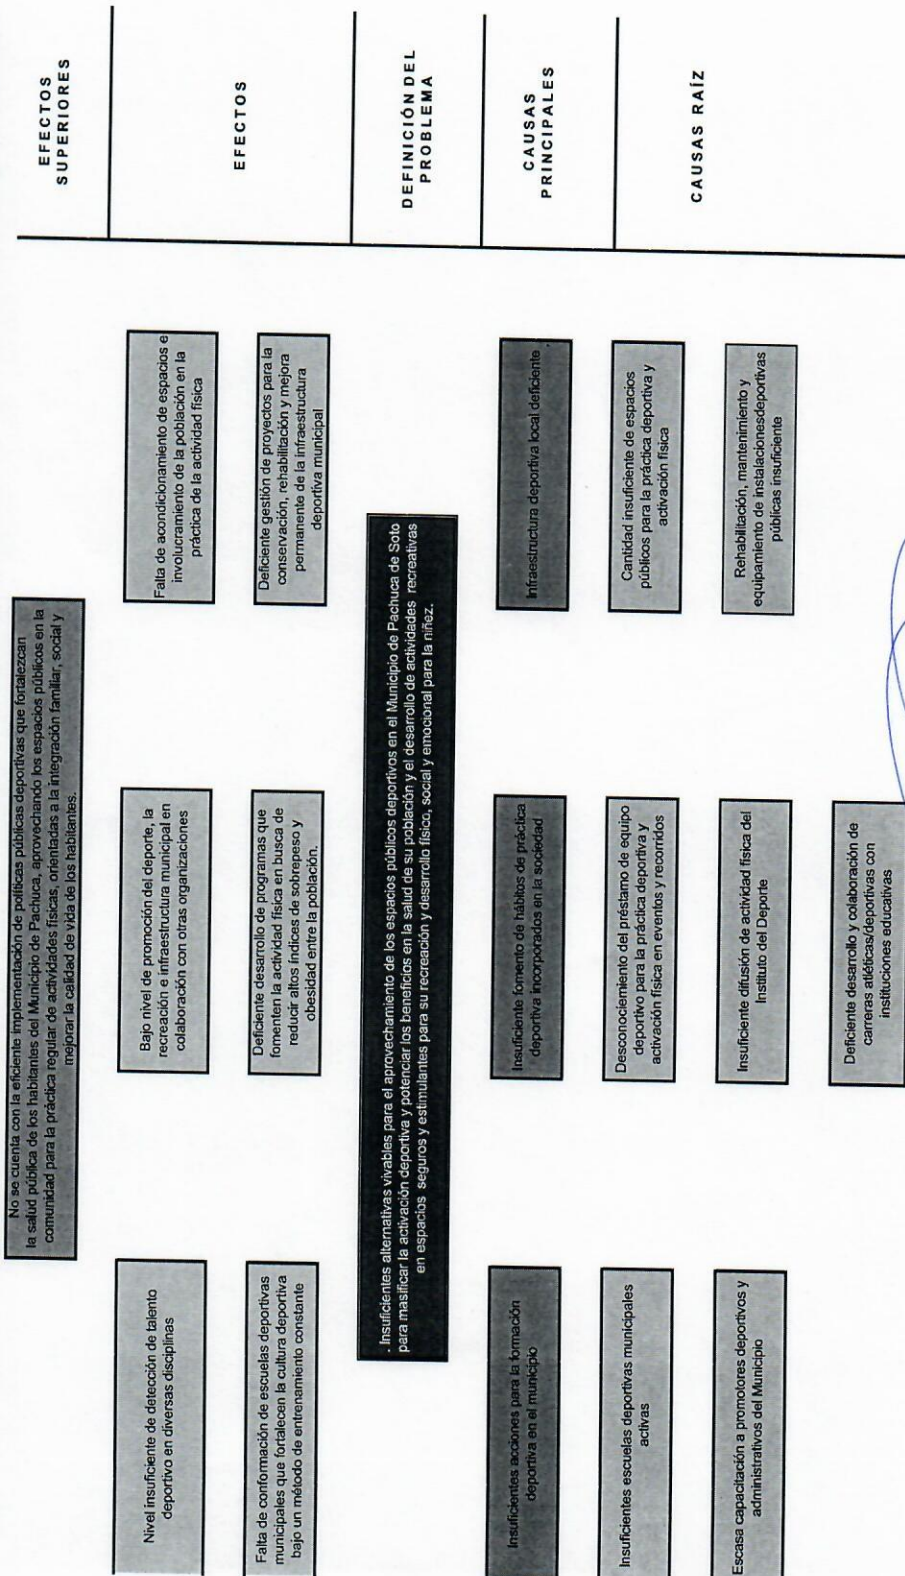 No se cuenta con la eficiente implementación de políticas públicas deportivas que fortalezcan
la salud pública de los habitantes del Municipio de Pachuca, aprovechando los espacios públicos en la
comunidad para la práctica regular de actividades físicas, orientadas a la integración familiar, social y
mejorar la calidad de vida de los habitantes.
EFECTOS
SUPERIORES
Nivel insuficiente de detección de talento
deportivo en diversas disciplinas
Bajo nivel de promoción del deporte, la
recreación e infraestructura municipal en
colaboración con otras organizaciones
Falta de acondicionamiento de espacios e
involucramiento de la población en la
práctica de la actividad física
EFECTOS
Falta de conformación de escuelas deportivas
municipales que fortalecen la cultura deportiva
bajo un método de entrenamiento constante
Deficiente desarrollo de programas que
fomenten la actividad física en busca de
reducir altos índices de sobrepeso y
obesidad entre la población.
Deficiente gestión de proyectos para la
conservación, rehabilitación y mejora
permanente de la infraestructura
deportiva municipal
. Insuficientes alternativas vivables para el aprovechamiento de los espacios públicos deportivos en el Municipio de Pachuca de Soto
para masificar la activación deportiva y potenciar los beneficios en la salud de su población y el desarrollo de actividades recreativas
en espacios seguros y estimulantes para su recreación y desarrollo físico, social y emocional para la niñez.
DEFINICIÓN DEL
PROBLEMA
Insuficientes acciones para la formación
deportiva en el municipio
Insuficiente fomento de hábitos de práctica
deportiva incorporados en la sociedad
Infraestructura deportiva local deficiente .
CAUSAS
PRINCIPALES
Insuficientes escuelas deportivas municipales
activas
Desconocimiento del préstamo de equipo
deportivo para la práctica deportiva y
activación física en eventos y recorridos
Cantidad insuficiente de espacios
públicos para la práctica deportiva y
activación física
CAUSAS RAÍZ
Escasa capacitación a promotores deportivos y
administrativos del Municipio
Insuficiente difusión de actividad física del
Instituto del Deporte
Rehabilitación, mantenimiento y
equipamiento de instalacionesdeportivas
públicas insuficiente
Deficiente desarrollo y colaboración de
carreras atléticas/deportivas con
instituciones educativas